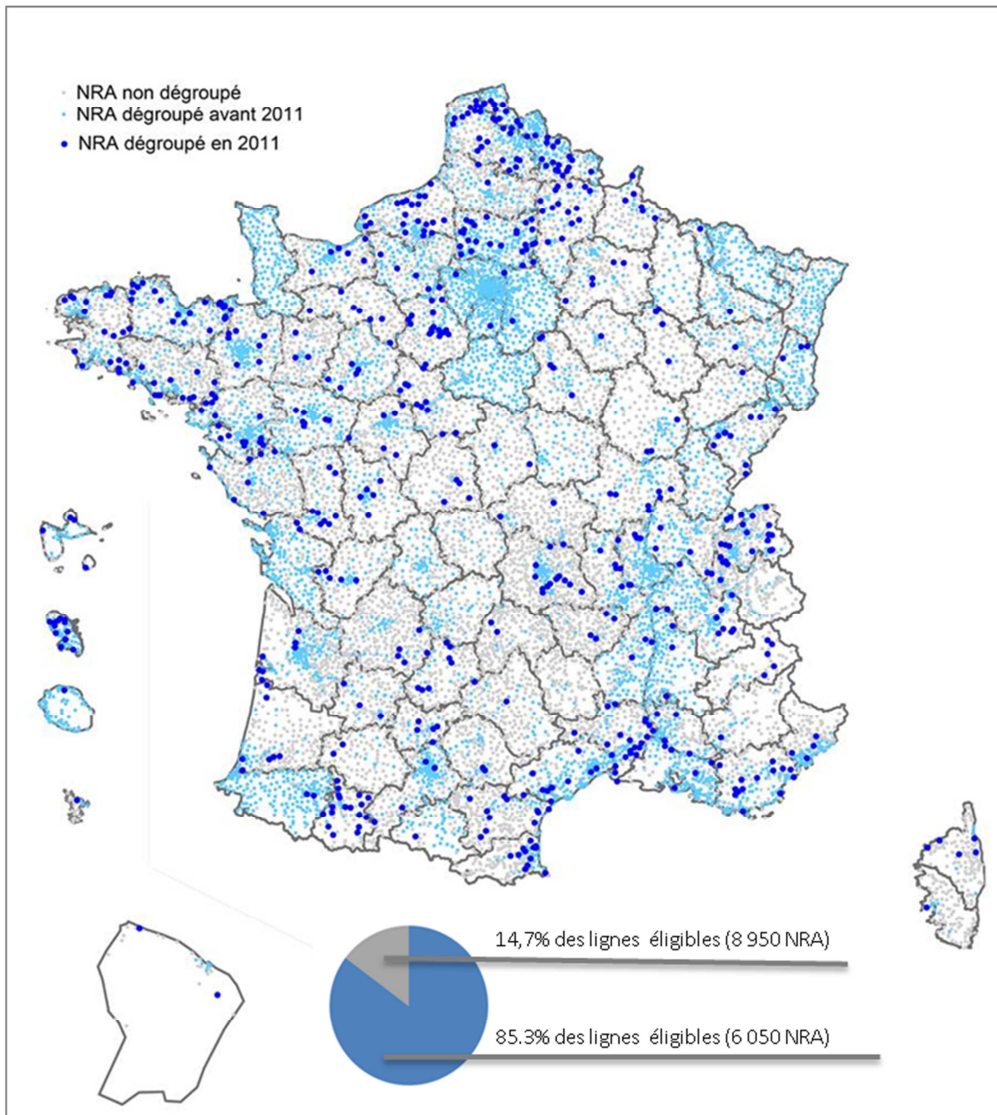 NRA non dégroupé
NRA dégroupé avant 2011
NRA dégroupé en 2011
14,7% des lignes éligibles (8 950 NRA)
85.3% des lignes éligibles (6 050 NRA)